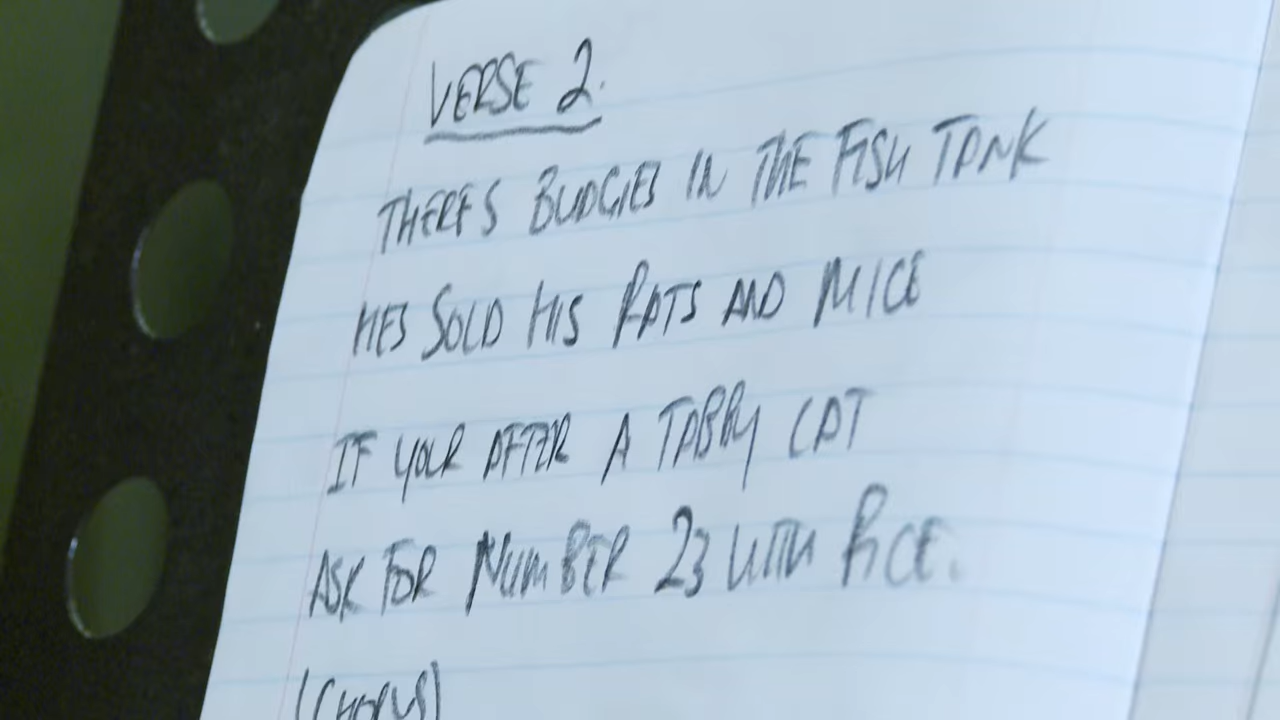 VERSE 2.
THERES BUDGIES IN THE FISH TANK
HES SOLD HIS RATS AND MICE
IF YOUR AFTER A TABBY CAT
ASK FOR NUMBER 23 WITH RICE.
(CHORUS)